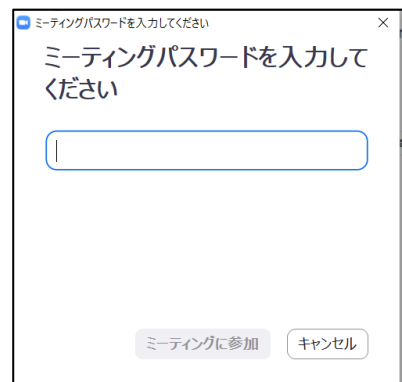 ミーティングパスワードを入力してください
ミーティングパスワードを入力して
ください
ミーティングに参加
キャンセル